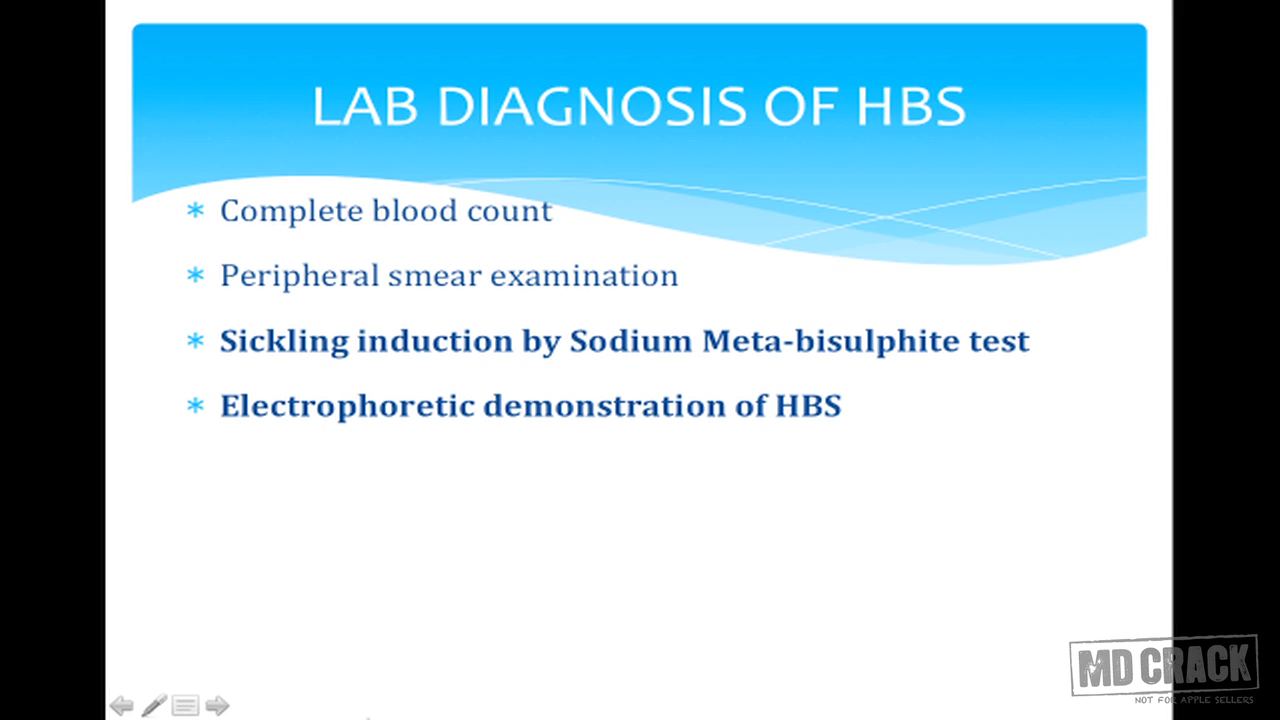 LAB DIAGNOSIS OF HBS
* Complete blood count
* Peripheral smear examination
* Sickling induction by Sodium Meta-bisulphite test
* Electrophoretic demonstration of HBS
MD CRACK
NOT FOR APPLE SELLERS